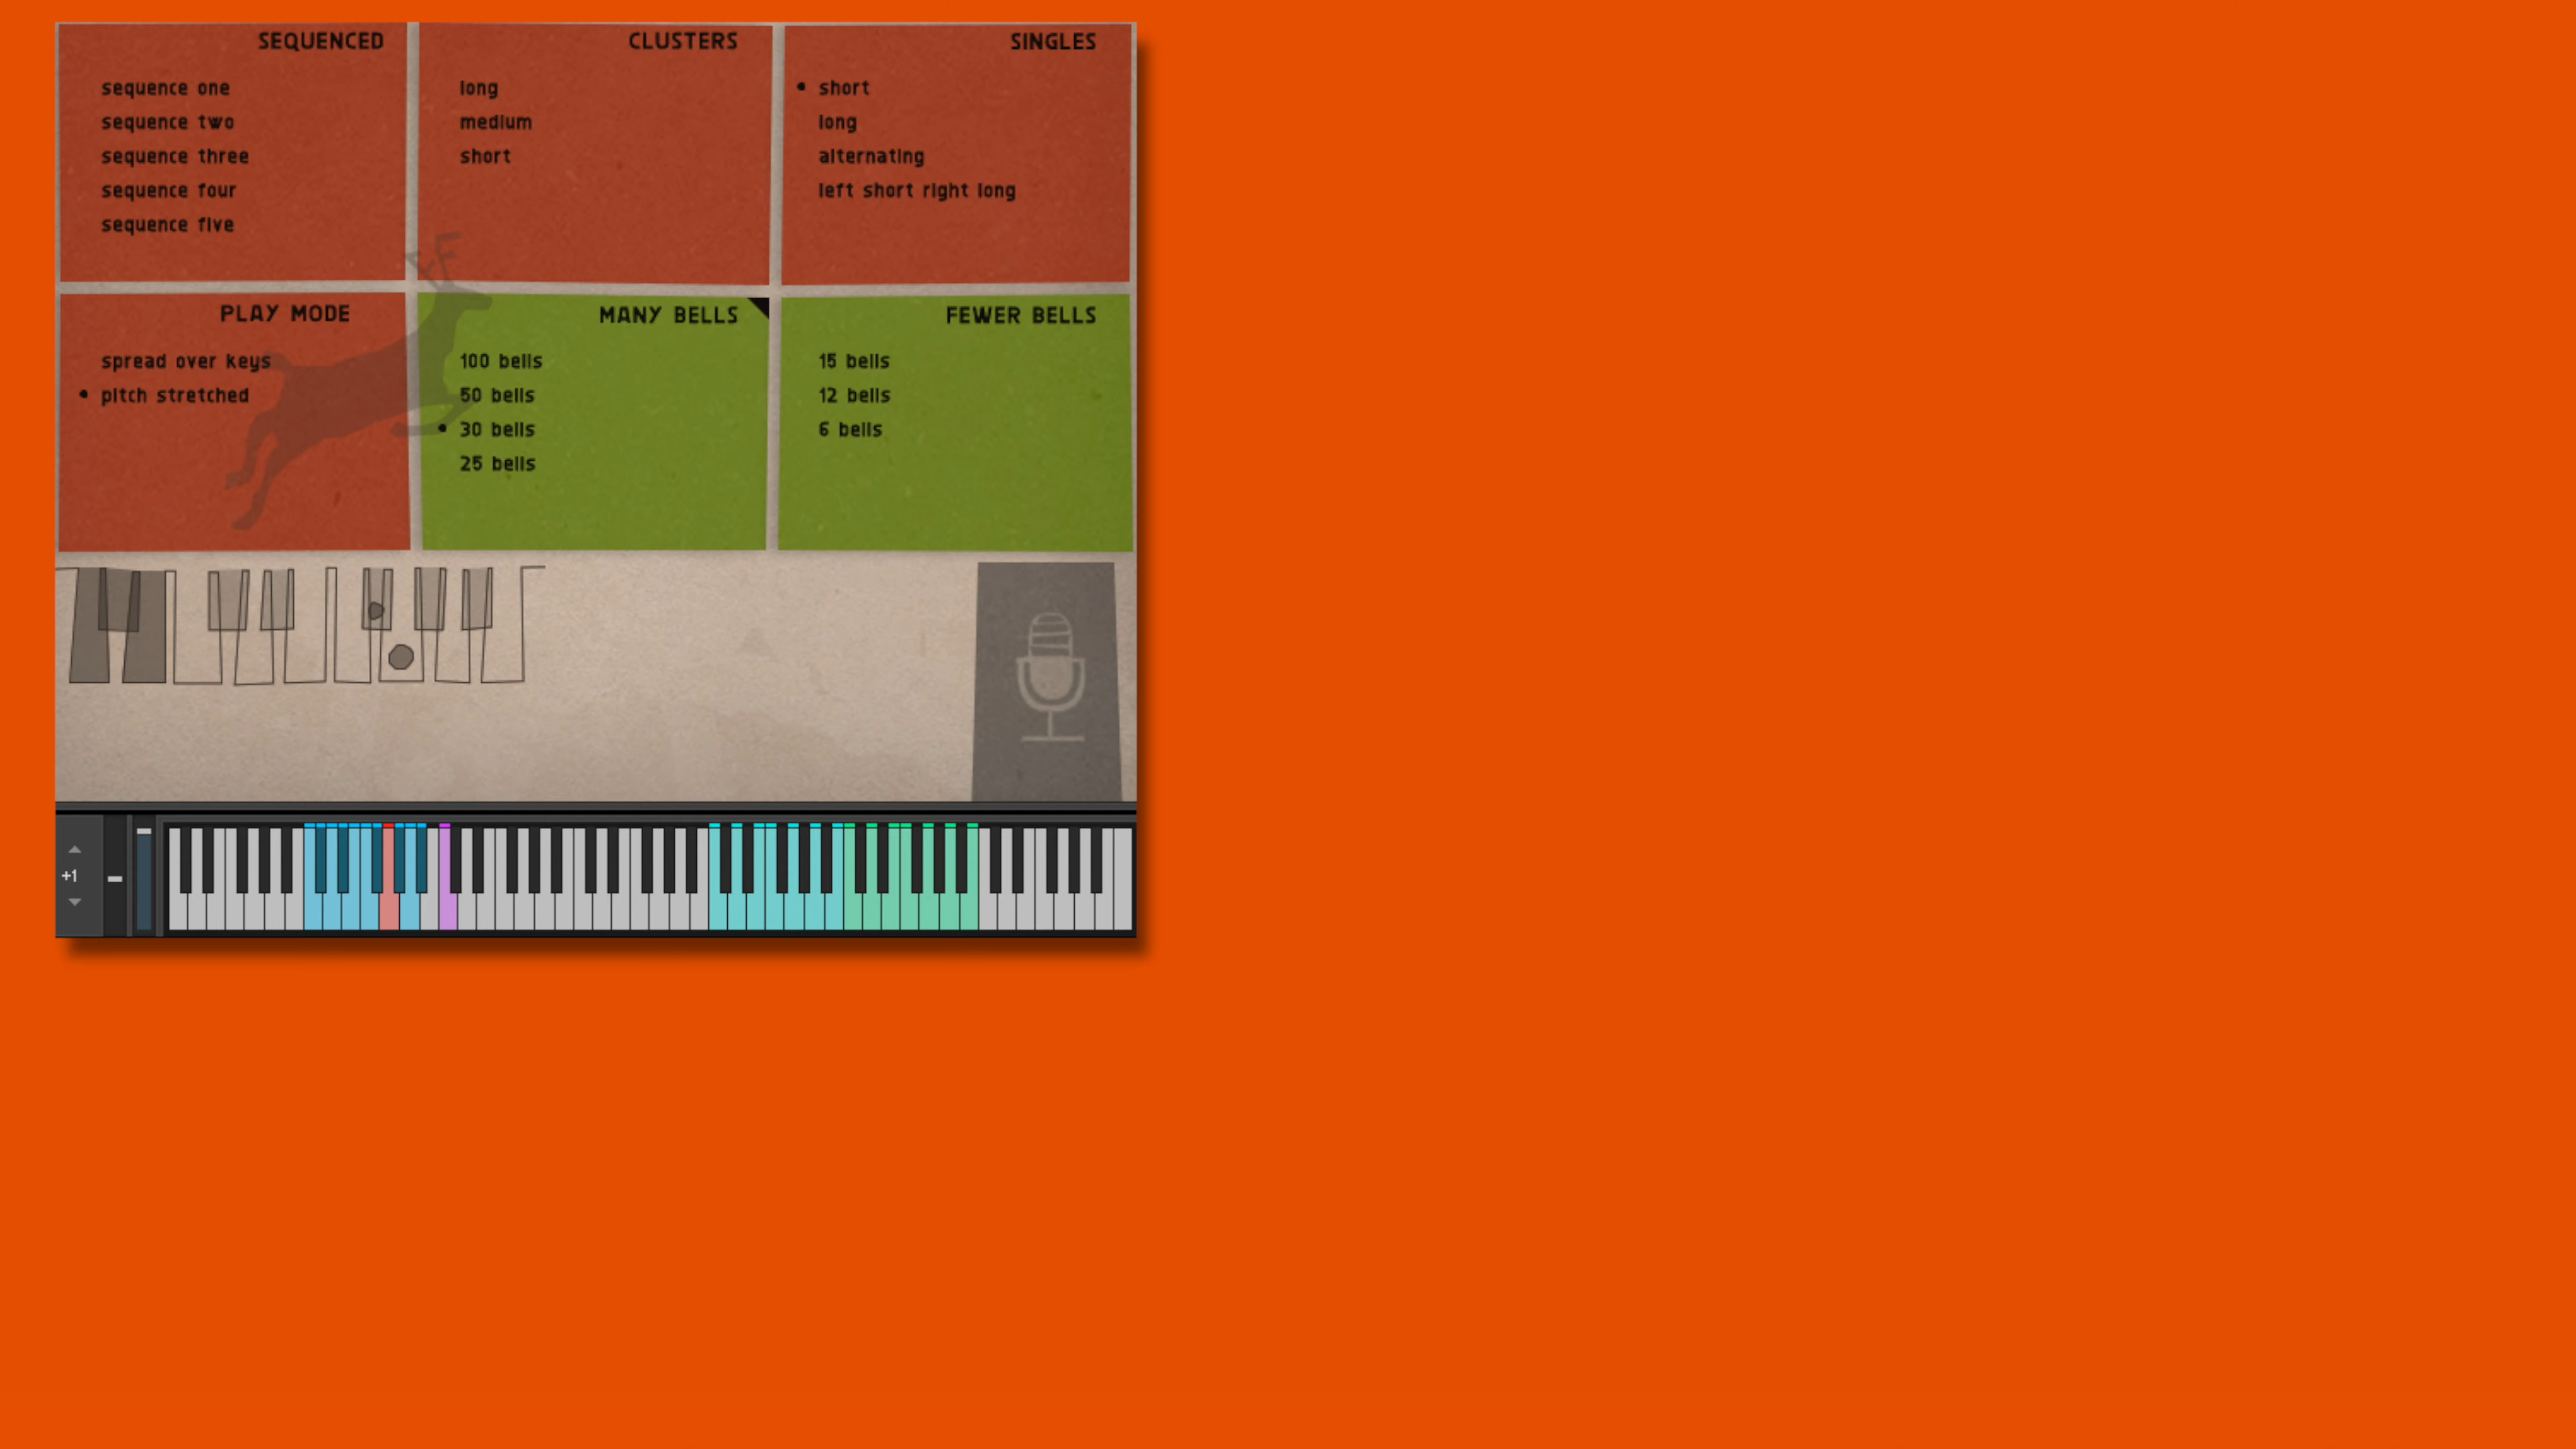 SEQUENCED
sequence one
sequence two
sequence three
sequence four
sequence five
CLUSTERS
long
medium
short
SINGLES
short
long
alternating
left short right long
PLAY MODE
spread over keys
pitch stretched
MANY BELLS
100 bells
50 bells
30 bells
25 bells
FEWER BELLS
15 bells
12 bells
6 bells
+1